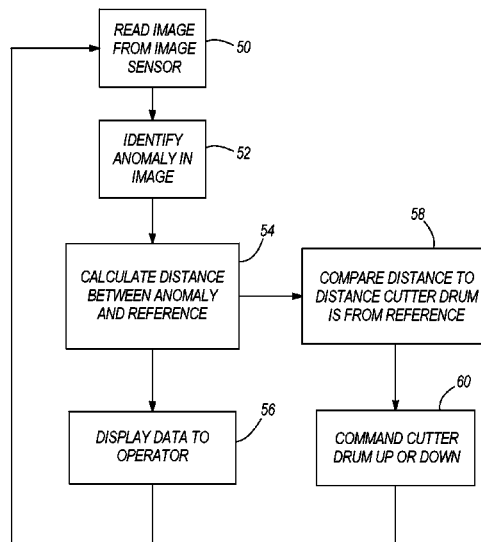 READ IMAGE
FROM IMAGE
SENSOR
50
IDENTIFY
ANOMALY IN
IMAGE
52
CALCULATE DISTANCE
BETWEEN ANOMALY
AND REFERENCE
54
COMPARE DISTANCE TO
DISTANCE CUTTER DRUM
IS FROM REFERENCE
58
DISPLAY DATA TO
OPERATOR
56
COMMAND CUTTER
DRUM UP OR DOWN
60